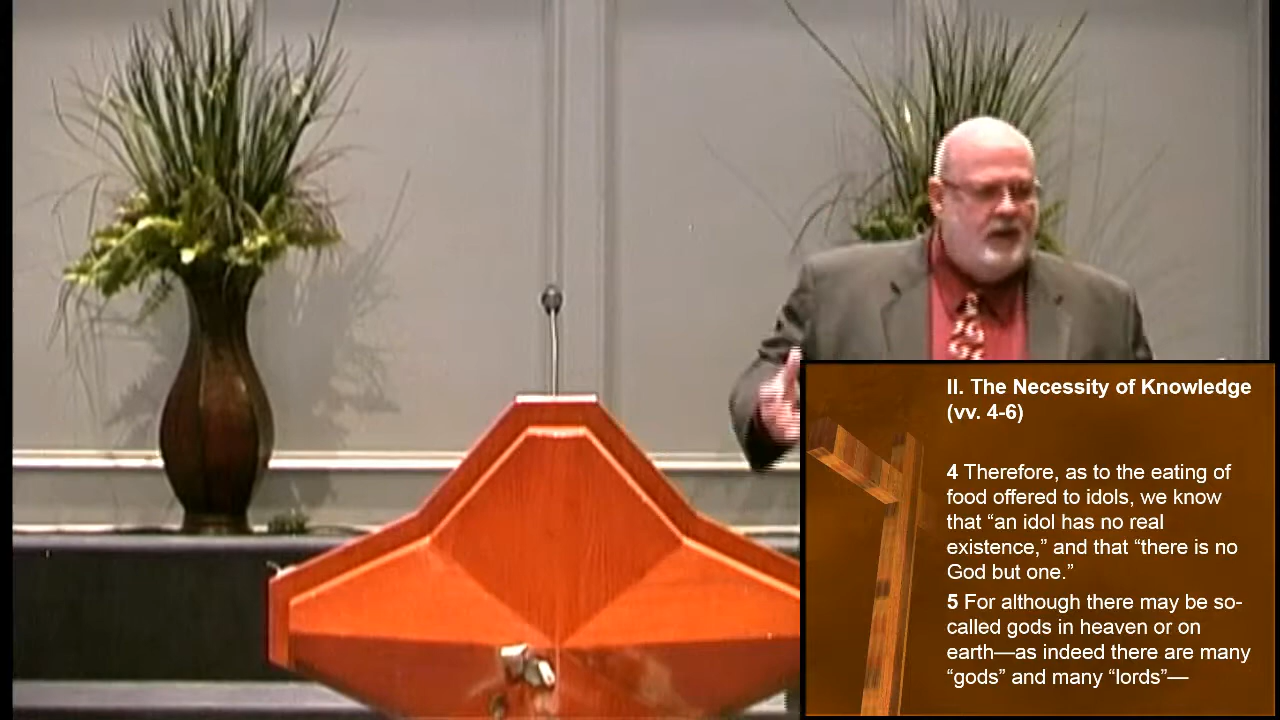 II. The Necessity of Knowledge
(vv. 4-6)
4 Therefore, as to the eating of
food offered to idols, we know
that “an idol has no real
existence,” and that “there is no
God but one.”
5 For although there may be so-
called gods in heaven or on
earth—as indeed there are many
“gods” and many “lords”—